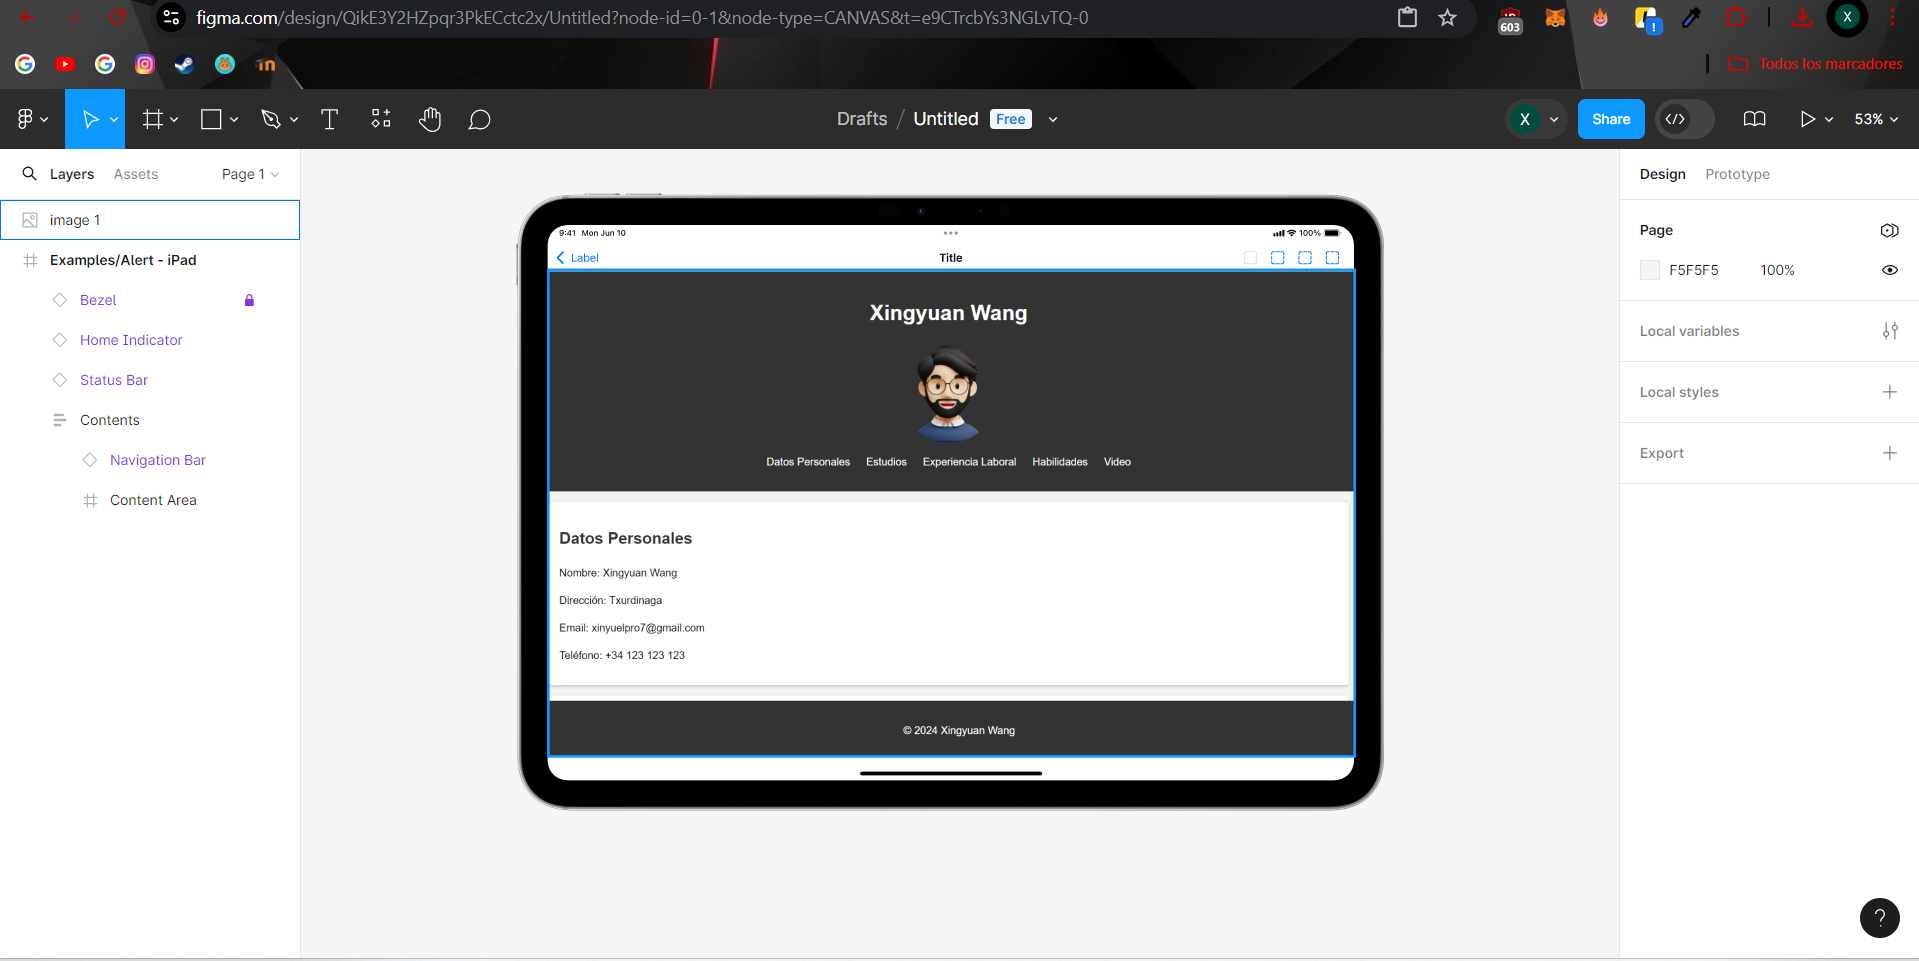 figma.com/design/QikE3Y2HZpqr3PkECctc2x/Untitled?node-id=0-1&node-type=CANVAS&t=e9CTrcbYs3NGLvTQ-0
603
!
X
in
Todos los marcadores
Drafts / Untitled Free
X
Share
53%
Layers Assets Page 1
image 1
Examples/Alert - iPad
Bezel
Home Indicator
Status Bar
Contents
Navigation Bar
Content Area
9:41 Mon Jun 10
100%
Label
Title
Xingyuan Wang
Datos Personales Estudios Experiencia Laboral Habilidades Video
Datos Personales
Nombre: Xingyuan Wang
Dirección: Txurdinaga
Email: xinyuelpro7@gmail.com
Teléfono: +34 123 123 123
© 2024 Xingyuan Wang
Design Prototype
Page
F5F5F5 100%
Local variables
Local styles
Export
?